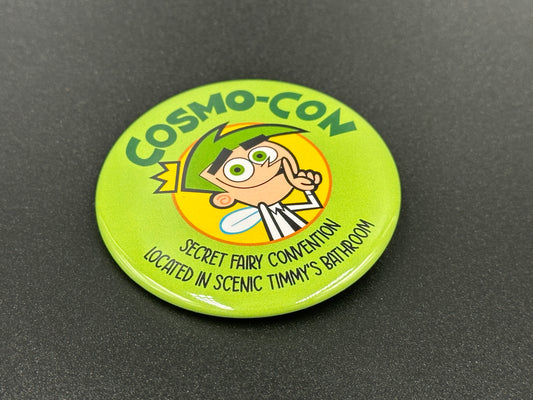 COSMO-CON
SECRET FAIRY CONVENTION
LOCATED IN SCENIC TIMMY'S BATHROOM